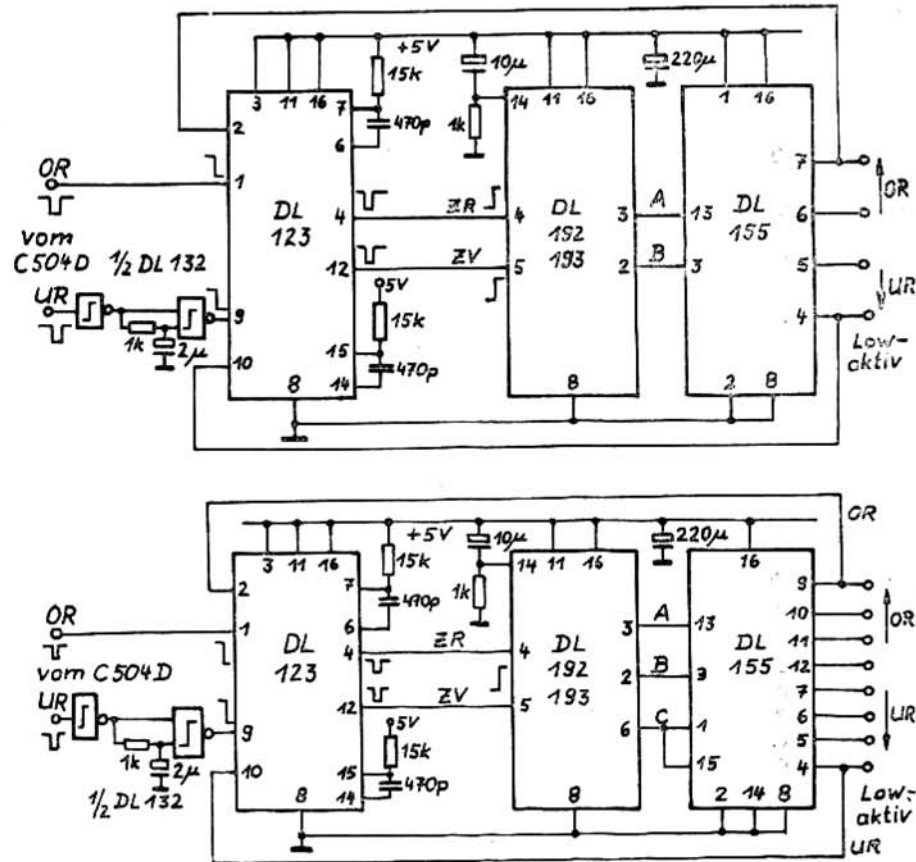 +5V
10µ
220µ
3 11 16
15k
14 11 16
1 16
2
7
470p
1k
7
6
OR
1
OR
DL
123
4
ZR
4
DL
192
193
3
A
13
DL
155
6
vom
C504D
1/2 DL 132
12
ZV
5
2
B
3
5
UR
5V
UR
9
15k
4
1k
2µ
Low-
aktiv
10
15
470p
8
14
8
2 8
OR
+5V
10µ
220µ
3 11 16
15k
14 11 16
16
2
7
470p
1k
9
OR
6
10
OR
1
DL
123
4
ZR
4
DL
192
193
3
A
13
DL
155
11
vom C504D
2
B
3
12
UR
12
ZV
5
7
9
5V
6
C
1
6
UR
1k
2µ
15k
5
10
15
470p
15
4
1/2 DL 132
14
Low-
aktiv
8
8
2 14 8
UR